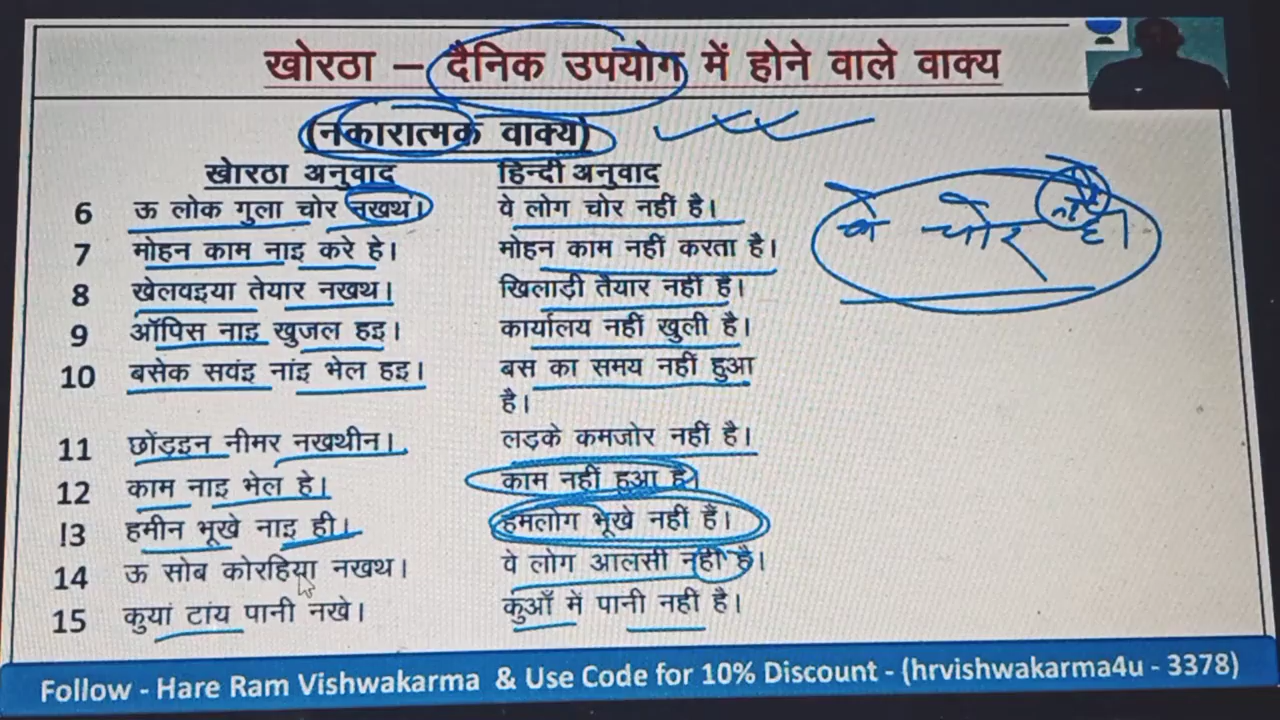 खोरठा – दैनिक उपयोग में होने वाले वाक्य
(नकारात्मक वाक्य)
खोरठा अनुवाद हिन्दी अनुवाद
6 ऊ लोक गुला चोर नखथ। वे लोग चोर नहीं है।
7 मोहन काम नाइ करे हे। मोहन काम नहीं करता है।
8 खेलवइया तेयार नखथ। खिलाड़ी तैयार नहीं है।
9 ऑपिस नाइ खुजल हइ। कार्यालय नहीं खुली है।
10 बसेक सवंइ नांइ भेल हइ। बस का समय नहीं हुआ
है।
11 छोंड़इन नीमर नखथीन। लड़के कमजोर नहीं है।
12 काम नाइ भेल हे। काम नहीं हुआ है।
13 हमीन भूखे नाइ ही। हमलोग भूखे नहीं हैं।
14 ऊ सोब कोरहिया नखथ। वे लोग आलसी नहीं है।
15 कुयां टांय पानी नखे। कुआँ में पानी नहीं है।
चोर
Follow - Hare Ram Vishwakarma & Use Code for 10% Discount - (hrvishwakarma4u - 3378)